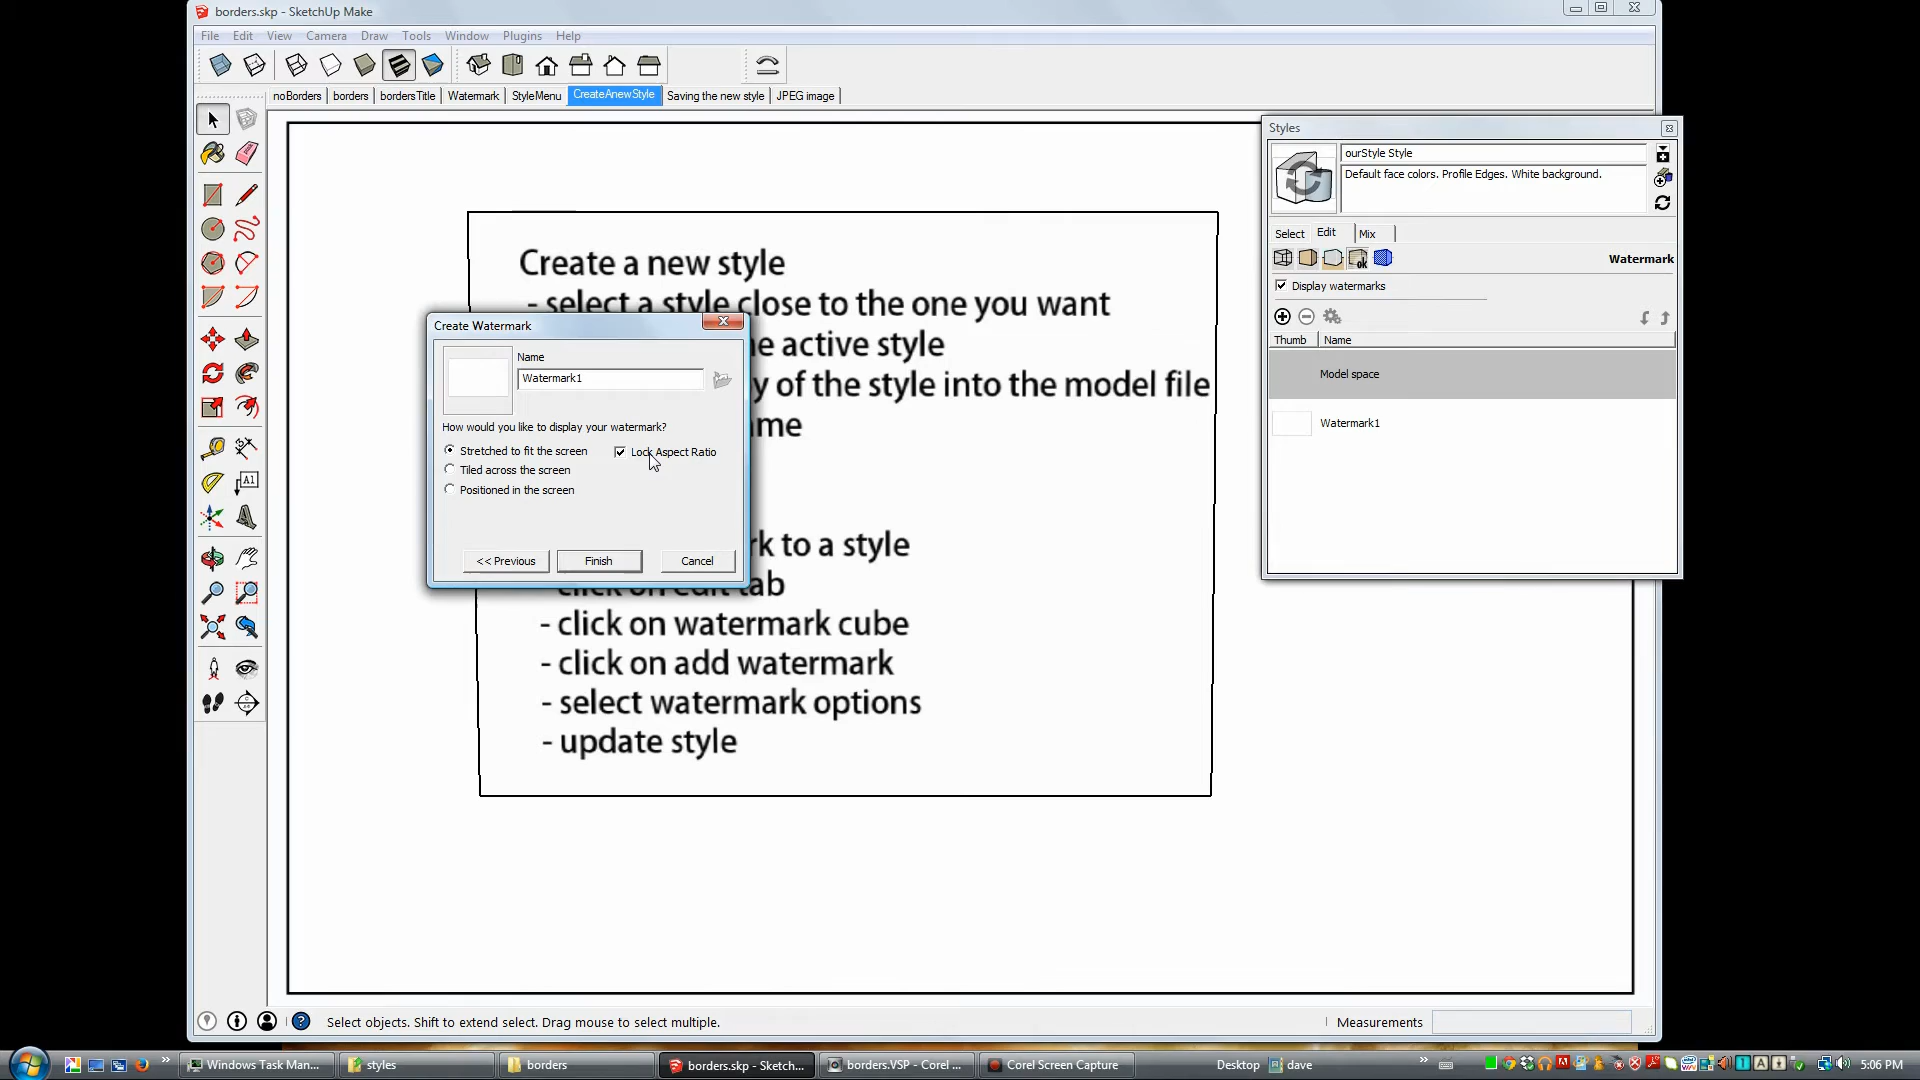 borders.skp - SketchUp Make
File Edit View Camera Draw Tools Window Plugins Help
noBorders borders bordersTitle Watermark StyleMenu CreateAnewStyle Saving the new style JPEG image
Styles
ourStyle Style
Default face colors. Profile Edges. White background.
Select Edit Mix
Watermark
Display watermarks
Thumb Name
Model space
Watermark1
Create a new style
- select a style close to the one you want
e active style
y of the style into the model file
me
k to a style
click on edit tab
- click on watermark cube
- click on add watermark
- select watermark options
- update style
Create Watermark
Name
Watermark1
How would you like to display your watermark?
Stretched to fit the screen
Lock Aspect Ratio
Tiled across the screen
Positioned in the screen
<< Previous Finish Cancel
Select objects. Shift to extend select. Drag mouse to select multiple.
Measurements
Windows Task Man...
styles
borders
borders.skp - Sketch...
borders.VSP - Corel ...
Corel Screen Capture
Desktop
dave
5:06 PM